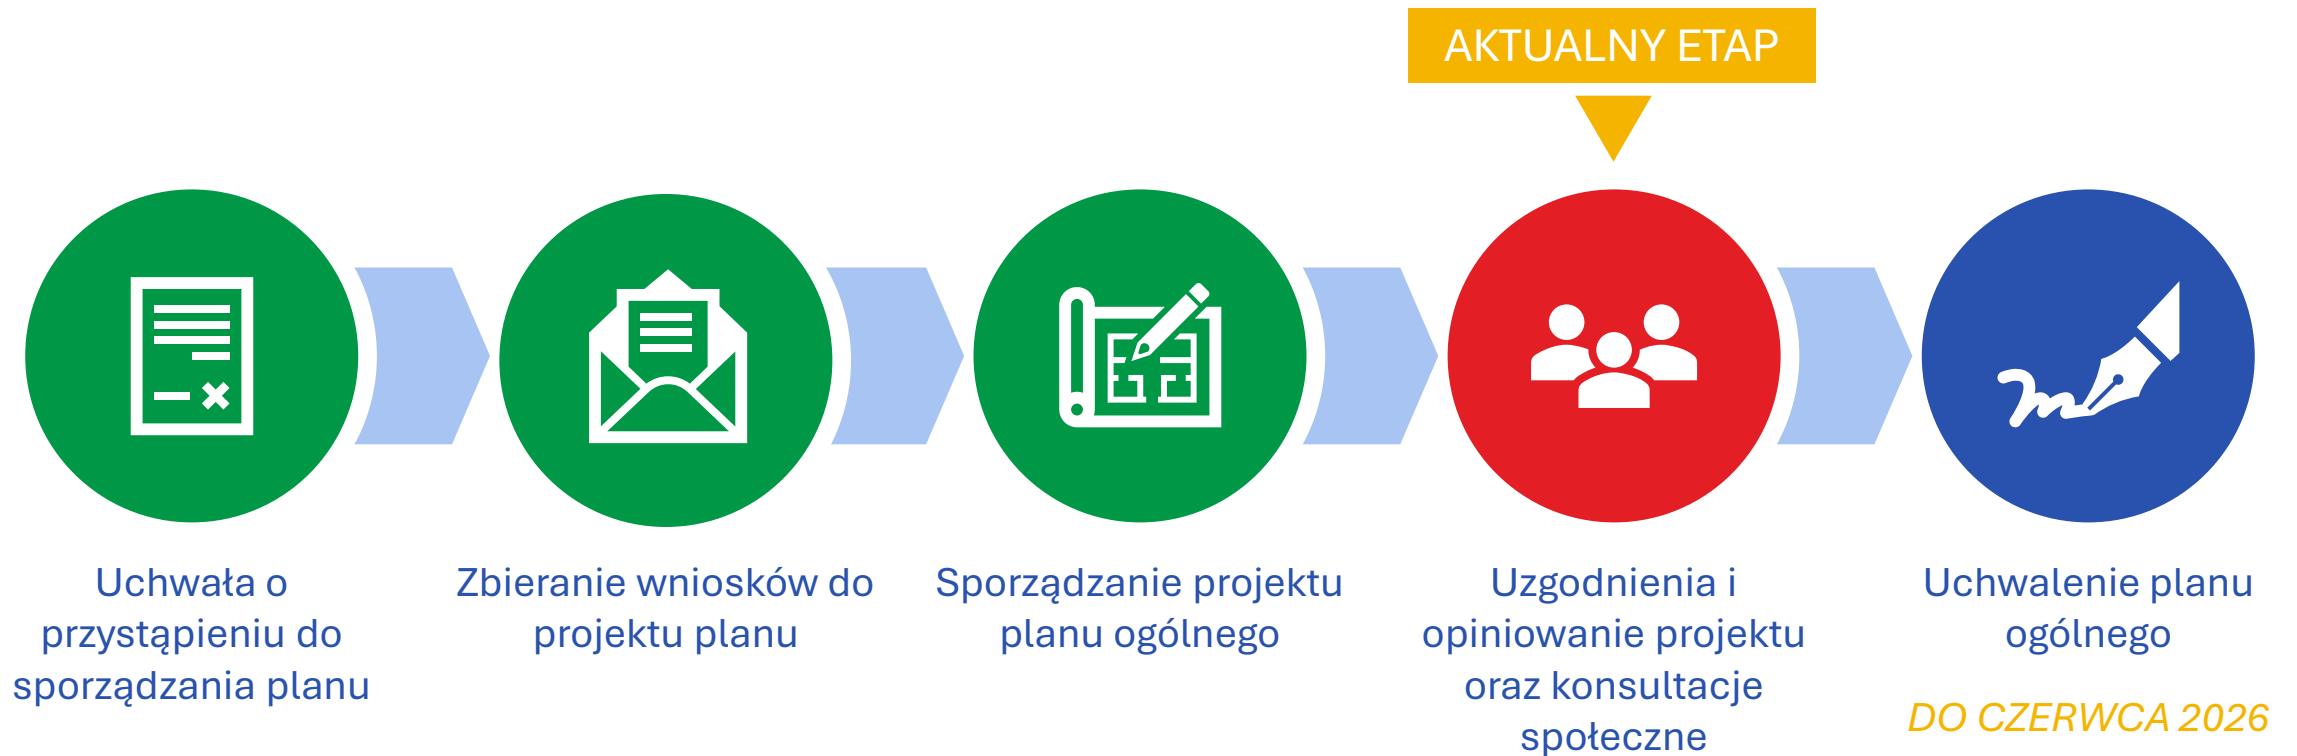 AKTUALNY ETAP
Uchwała o
przystąpieniu do
sporządzania planu
Zbieranie wniosków do
projektu planu
Sporządzanie projektu
planu ogólnego
Uzgodnienia i
opiniowanie projektu
oraz konsultacje
społeczne
Uchwalenie planu
ogólnego
DO CZERWCA 2026